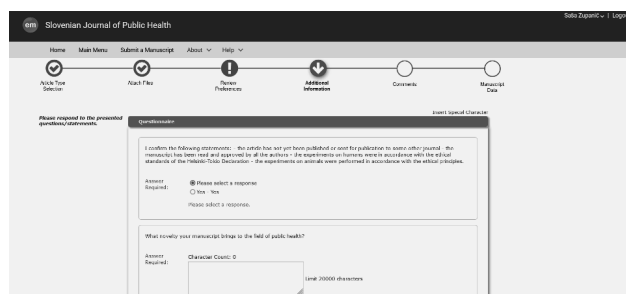 Saša Zupanič | Logout
em Slovenian Journal of Public Health
Home Main Menu Submit a Manuscript About Help
Article Type Selection
Attach Files
Review Preferences
Additional Information
Comments
Manuscript Data
Insert Special Character
Please respond to the presented
questions/statements.
Questionnaire
I confirm the following statements: - the article has not yet been published or sent for publication to some other journal - the
manuscript has been read and approved by all the authors - the experiments on humans were in accordance with the ethical
standards of the Helsinki-Tokio Declaration - the experiments on animals were performed in accordance with the ethical principles.
Answer
Required:
Please select a response
Yes - Yes
Please select a response.
What novelty your manuscript brings to the field of public health?
Answer
Required:
Character Count: 0
Limit 20000 characters